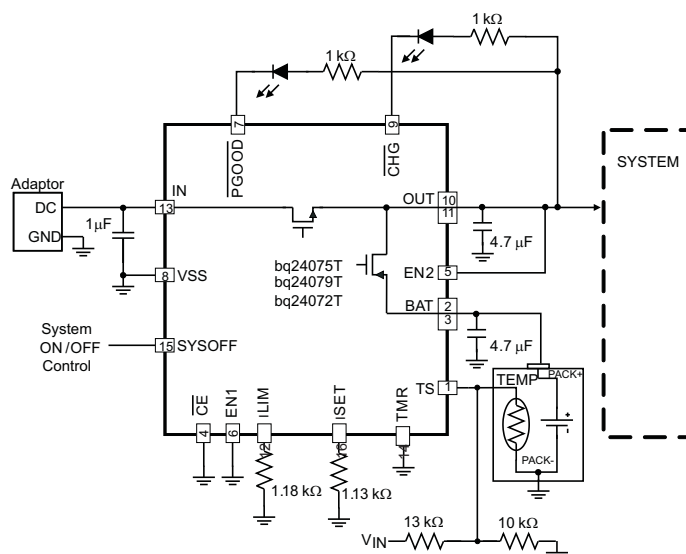 1 kΩ
1 kΩ
7
9
PGOOD
CHG
SYSTEM
Adaptor
DC
GND
1μF
IN
13
OUT
10
11
4.7 μF
bq24075T
bq24079T
bq24072T
EN2
5
8
VSS
BAT
2
3
4.7 μF
System
ON/OFF
Control
15
SYSOFF
TS
1
TEMP
PACK+
+
-
PACK-
CE
EN1
ILIM
ISET
TMR
4
6
12
16
14
1.18 kΩ
1.13 kΩ
VIN
13 kΩ
10 kΩ